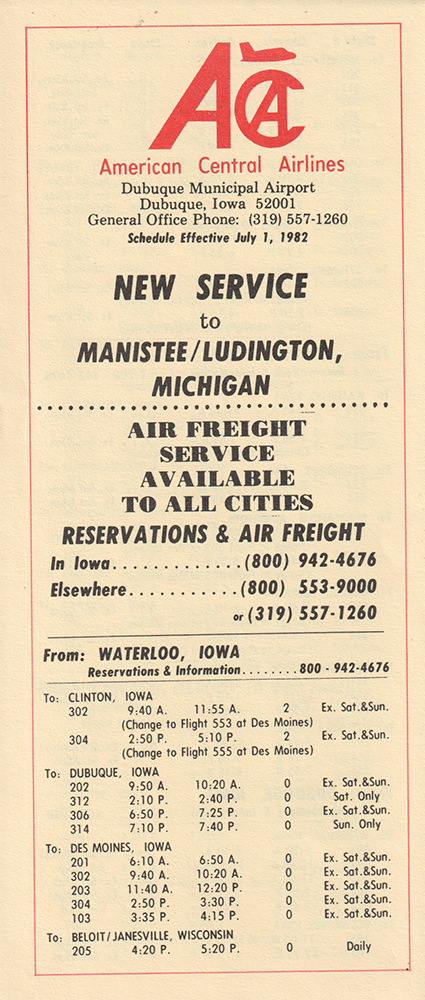 ACA
American Central Airlines
Dubuque Municipal Airport
Dubuque, Iowa 52001
General Office Phone: (319) 557-1260
Schedule Effective July 1, 1982
NEW SERVICE
to
MANISTEE/LUDINGTON,
MICHIGAN
AIR FREIGHT
SERVICE
AVAILABLE
TO ALL CITIES
RESERVATIONS & AIR FREIGHT
In Iowa.............(800) 942-4676
Elsewhere...........(800) 553-9000
or (319) 557-1260
From: WATERLOO, IOWA
Reservations & Information........800 - 942-4676
To: CLINTON, IOWA
302 9:40 A. 11:55 A. 2 Ex. Sat.&Sun.
(Change to Flight 553 at Des Moines)
304 2:50 P. 5:10 P. 2 Ex. Sat.&Sun.
(Change to Flight 555 at Des Moines)
To: DUBUQUE, IOWA
202 9:50 A. 10:20 A. 0 Ex. Sat.&Sun.
312 2:10 P. 2:40 P. 0 Sat. Only
306 6:50 P. 7:25 P. 0 Ex. Sat.&Sun.
314 7:10 P. 7:40 P. 0 Sun. Only
To: DES MOINES, IOWA
201 6:10 A. 6:50 A. 0 Ex. Sat.&Sun.
302 9:40 A. 10:20 A. 0 Ex. Sat.&Sun.
203 11:40 A. 12:20 P. 0 Ex. Sat.&Sun.
304 2:50 P. 3:30 P. 0 Ex. Sat.&Sun.
103 3:35 P. 4:15 P. 0 Ex. Sat.&Sun.
To: BELOIT/JANESVILLE, WISCONSIN
205 4:20 P. 5:20 P. 0 Daily